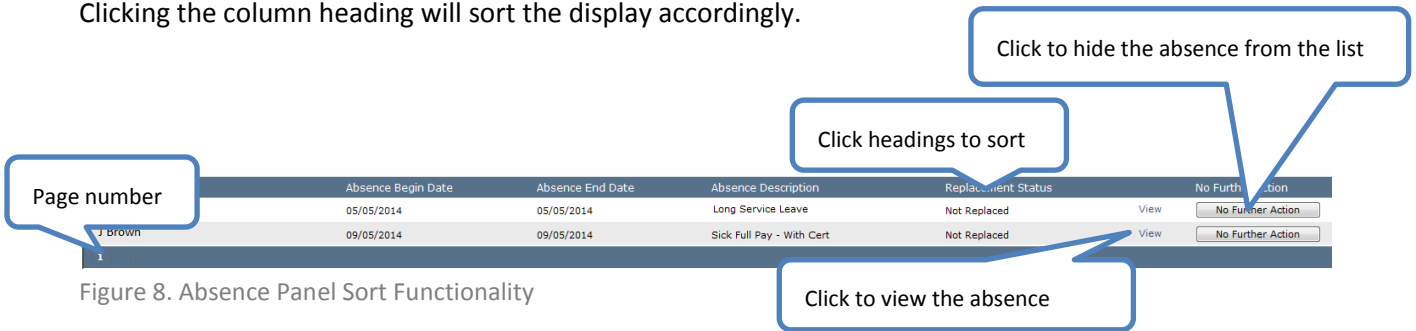 Clicking the column heading will sort the display accordingly.
Click to hide the absence from the list
Click headings to sort
Page number
Absence Begin Date Absence End Date Absence Description Replacement Status No Further Action
05/05/2014 05/05/2014 Long Service Leave Not Replaced View No Further Action
J Brown 09/05/2014 09/05/2014 Sick Full Pay - With Cert Not Replaced View No Further Action
1
Click to view the absence
Figure 8. Absence Panel Sort Functionality